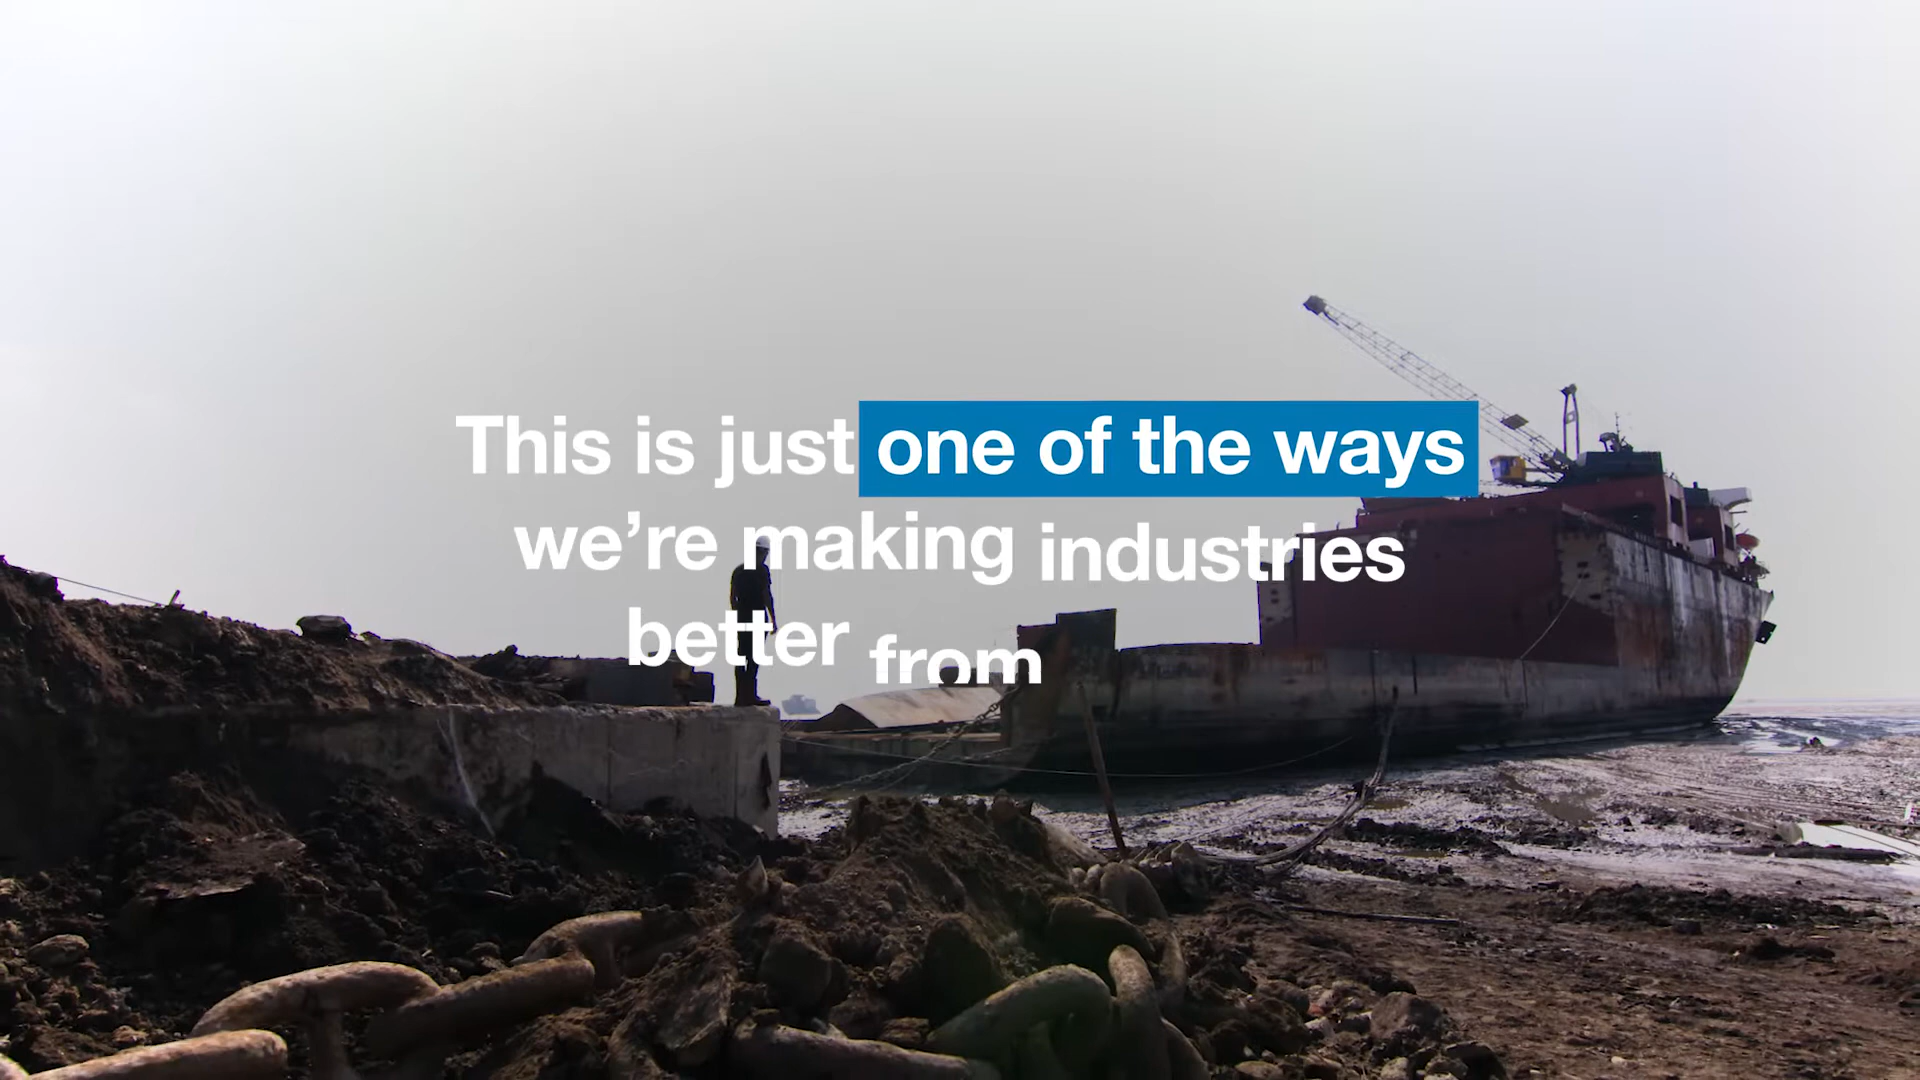 This is just one of the ways
we’re making industries
better from